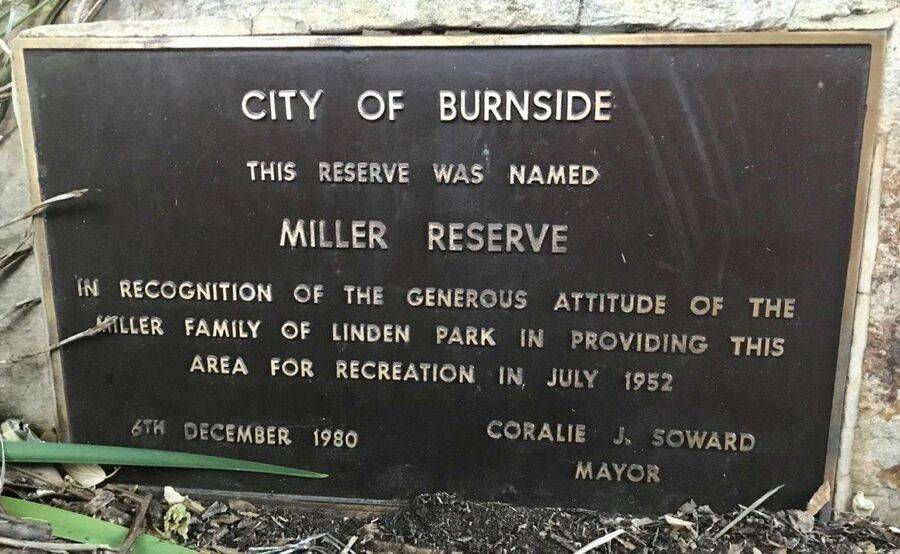 CITY OF BURNSIDE
THIS RESERVE WAS NAMED
MILLER RESERVE
IN RECOGNITION OF THE GENEROUS ATTITUDE OF THE
MILLER FAMILY OF LINDEN PARK IN PROVIDING THIS
AREA FOR RECREATION IN JULY 1952
6TH DECEMBER 1980
CORALIE J. SOWARD
MAYOR